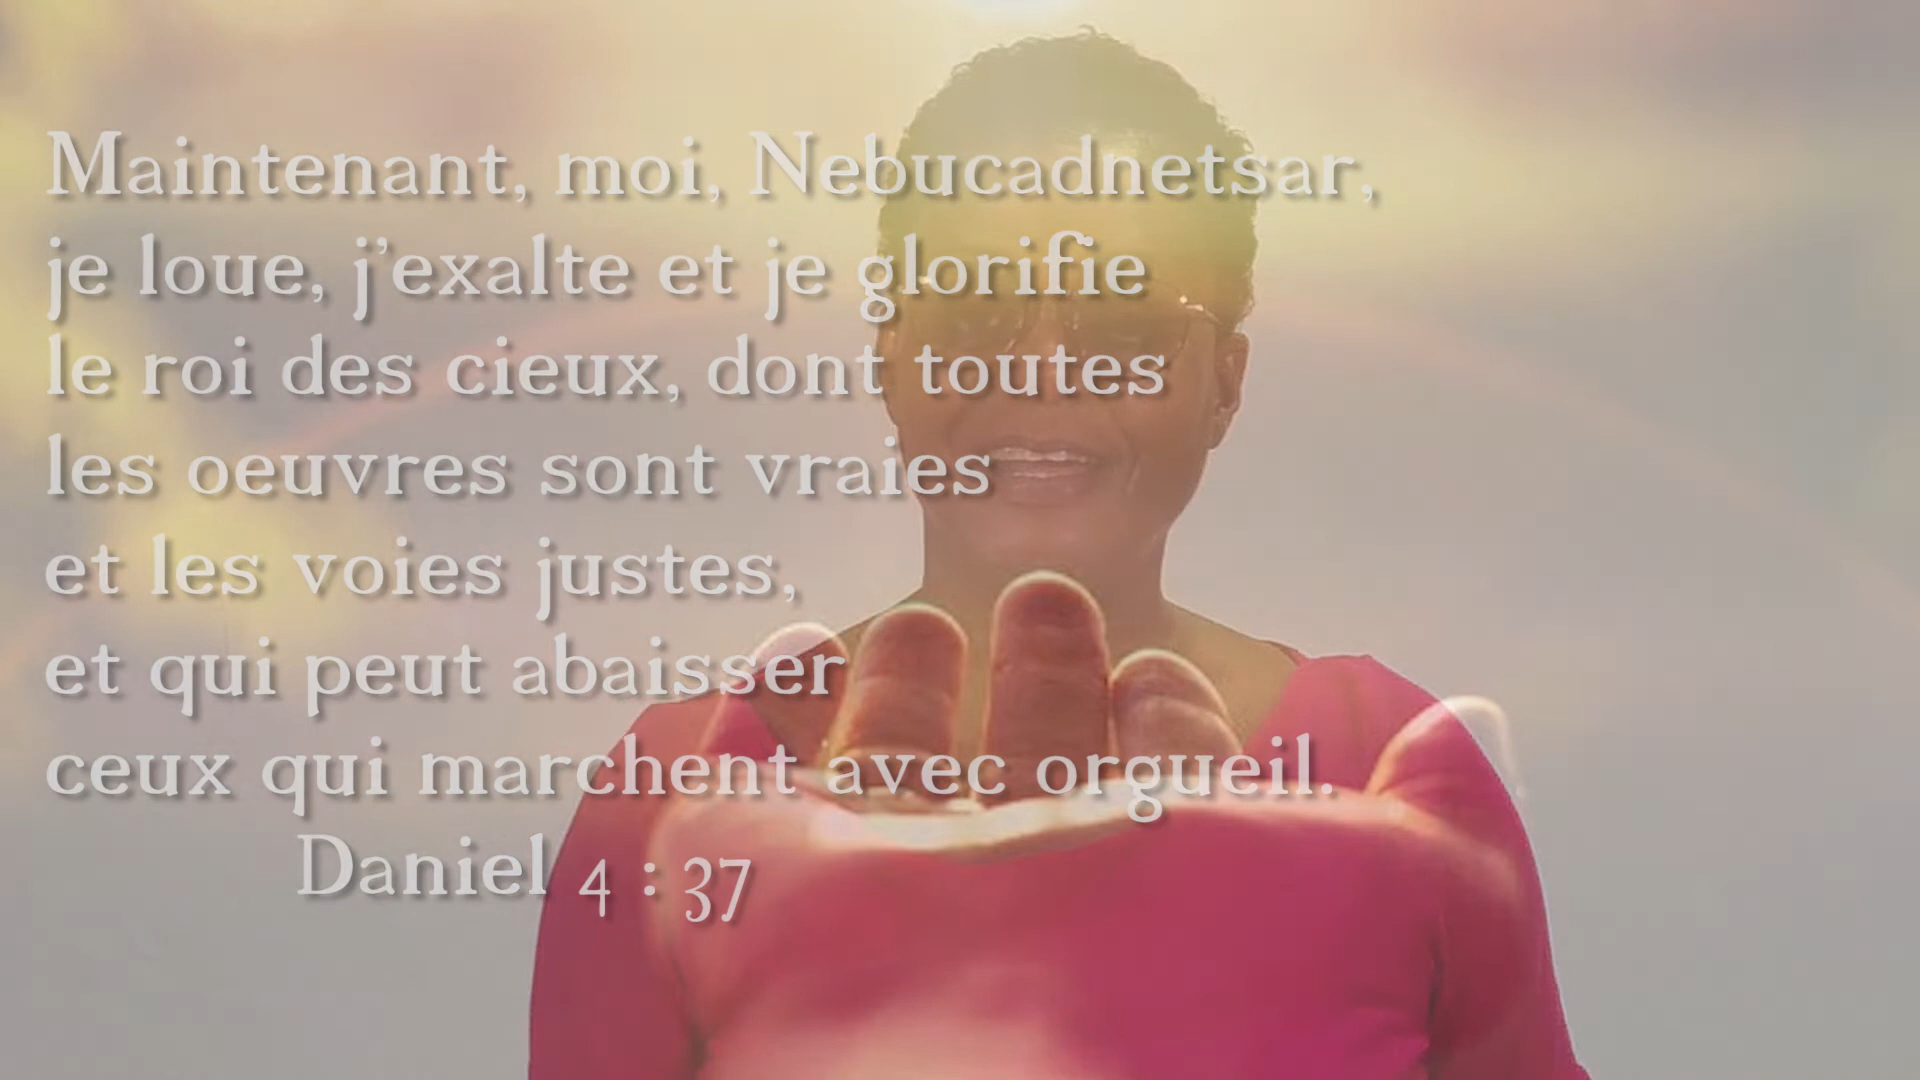 Maintenant, moi, Nebucadnetsar,
je loue, j'exalte et je glorifie
le roi des cieux, dont toutes
les oeuvres sont vraies
et les voies justes,
et qui peut abaisser
ceux qui marchent avec orgueil.
Daniel 4 : 37